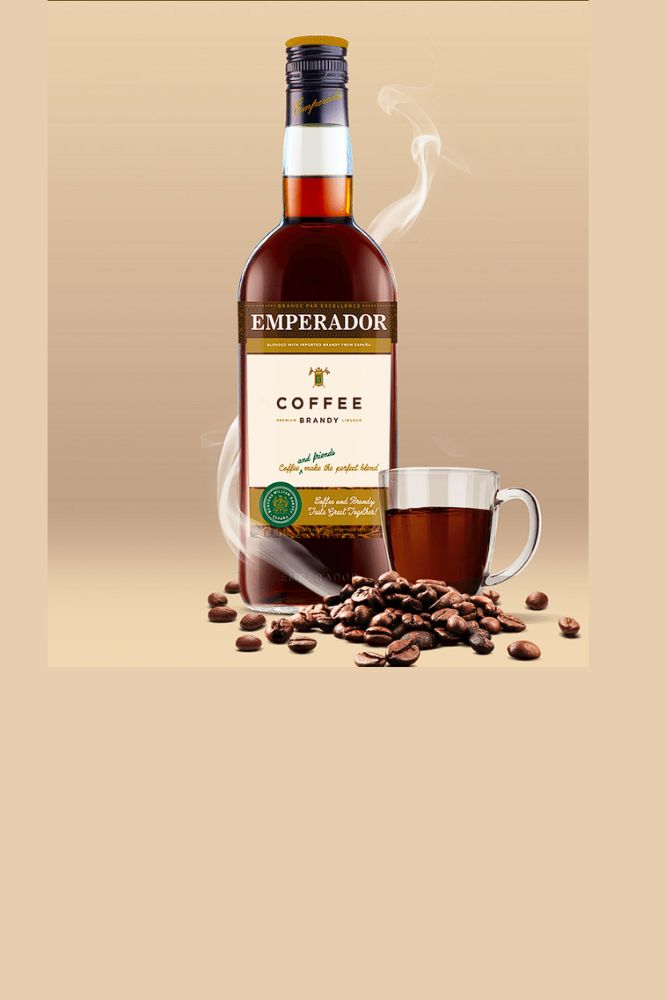 Emperador
BRANDY PAR EXCELLENCE
EMPERADOR
BLENDED WITH IMPORTED BRANDY FROM ESPAÑA
COFFEE
PREMIUM BRANDY LIQUEUR
and friends
Coffee make the perfect blend
Coffee and Brandy
Taste Great Together!
ESPAÑA
EMPERADOR